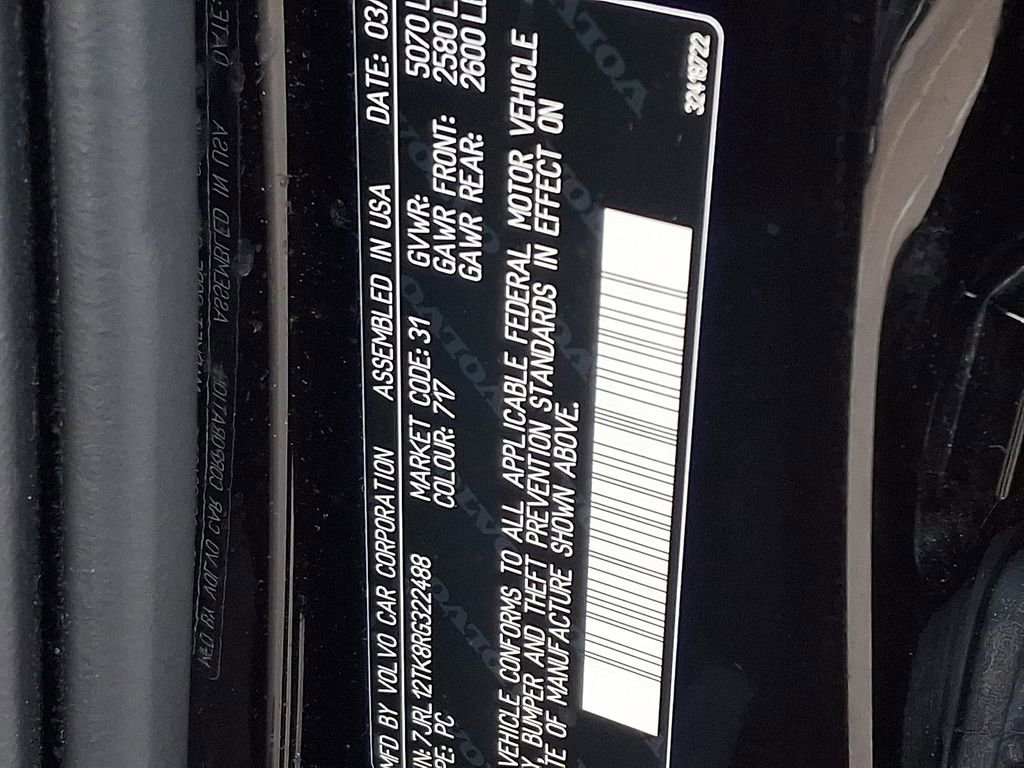 MFD BY VOLVO CAR CORPORATION ASSEMBLED IN USA DATE: 03/
IN: 7JRL12TK8RG322488 MARKET CODE: 31 GVWR: 5070 L
PE: PC COLOUR: 717 GAWR FRONT: 2580 L
GAWR REAR: 2600 LB
VEHICLE CONFORMS TO ALL APPLICABLE FEDERAL MOTOR VEHICLE
Y, BUMPER AND THEFT PREVENTION STANDARDS IN EFFECT ON
TE OF MANUFACTURE SHOWN ABOVE.
32418722